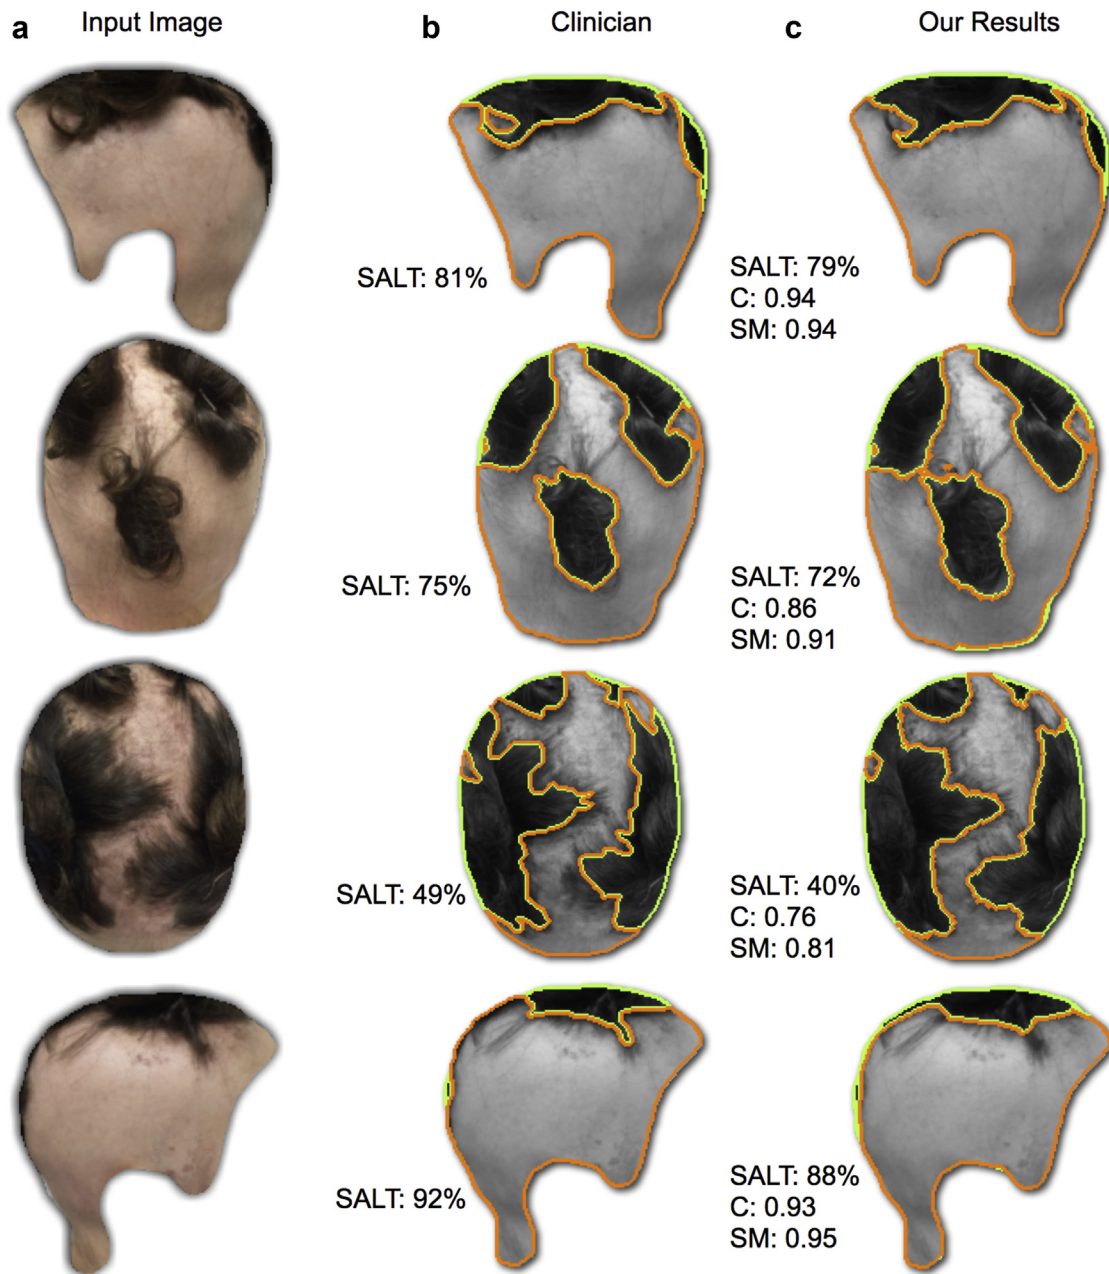 a Input Image b Clinician c Our Results
SALT: 81%
SALT: 79%
C: 0.94
SM: 0.94
SALT: 75%
SALT: 72%
C: 0.86
SM: 0.91
SALT: 49%
SALT: 40%
C: 0.76
SM: 0.81
SALT: 92%
SALT: 88%
C: 0.93
SM: 0.95